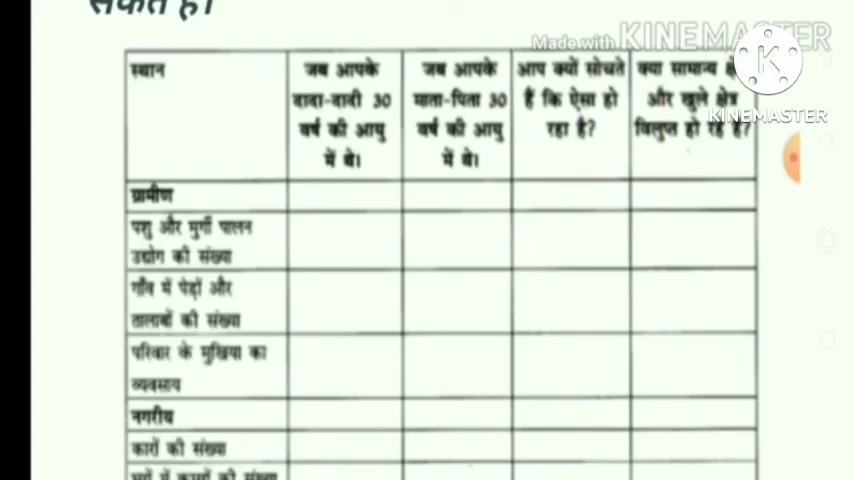 सकते हैं।
Made with KINEMASTER
KINEMASTER
स्थान
जब आपके
दादा-दादी 30
वर्ष की आयु
में थे।
जब आपके
माता-पिता 30
वर्ष की आयु
में थे।
आप क्यों सोचते
हैं कि ऐसा हो
रहा है?
क्या सामान्य
और खुले क्षेत्र
विलुप्त हो रहे हैं?
ग्रामीण
पशु और मुर्गी पालन
उद्योग की संख्या
गाँव में पेड़ों और
तालाबों की संख्या
परिवार के मुखिया का
व्यवसाय
नगरीय
कारों की संख्या
की संख्या